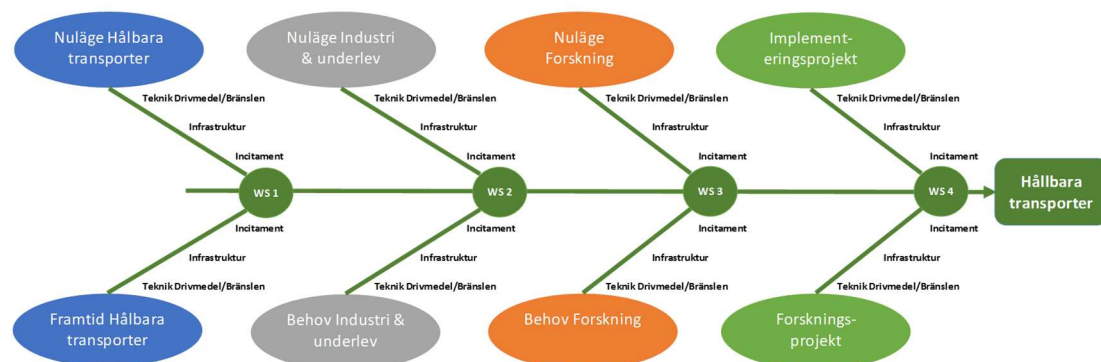 Nuläge Hålbara
transporter
Nuläge Industri
& underlev
Nuläge
Forskning
Implement-
eringsprojekt
Teknik Drivmedel/Bränslen
Teknik Drivmedel/Bränslen
Teknik Drivmedel/Bränslen
Teknik Drivmedel/Bränslen
Infrastruktur
Infrastruktur
Infrastruktur
Infrastruktur
Incitament
Incitament
Incitament
Incitament
WS 1
WS 2
WS 3
WS 4
Hållbara
transporter
Incitament
Incitament
Incitament
Incitament
Infrastruktur
Infrastruktur
Infrastruktur
Infrastruktur
Teknik Drivmedel/Bränslen
Teknik Drivmedel/Bränslen
Teknik Drivmedel/Bränslen
Teknik Drivmedel/Bränslen
Framtid Hålbara
transporter
Behov Industri &
underlev
Behov Forskning
Forsknings-
projekt